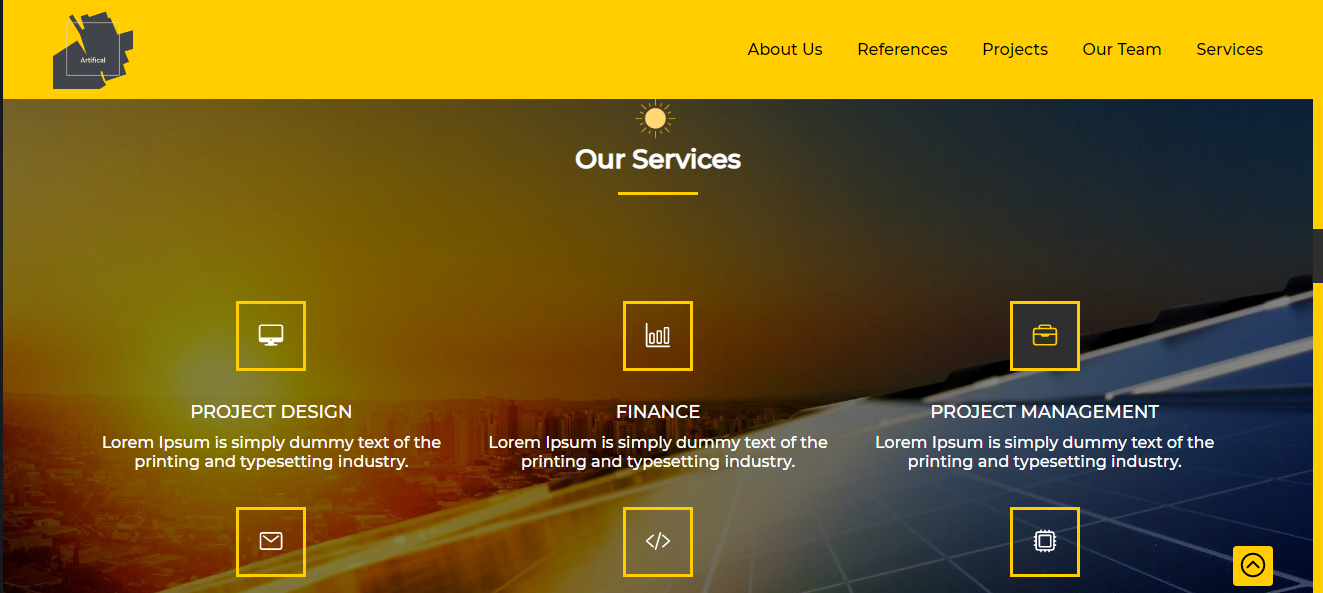 Artifical
About Us References Projects Our Team Services
Our Services
PROJECT DESIGN FINANCE PROJECT MANAGEMENT
Lorem Ipsum is simply dummy text of the Lorem Ipsum is simply dummy text of the Lorem Ipsum is simply dummy text of the
printing and typesetting industry. printing and typesetting industry. printing and typesetting industry.